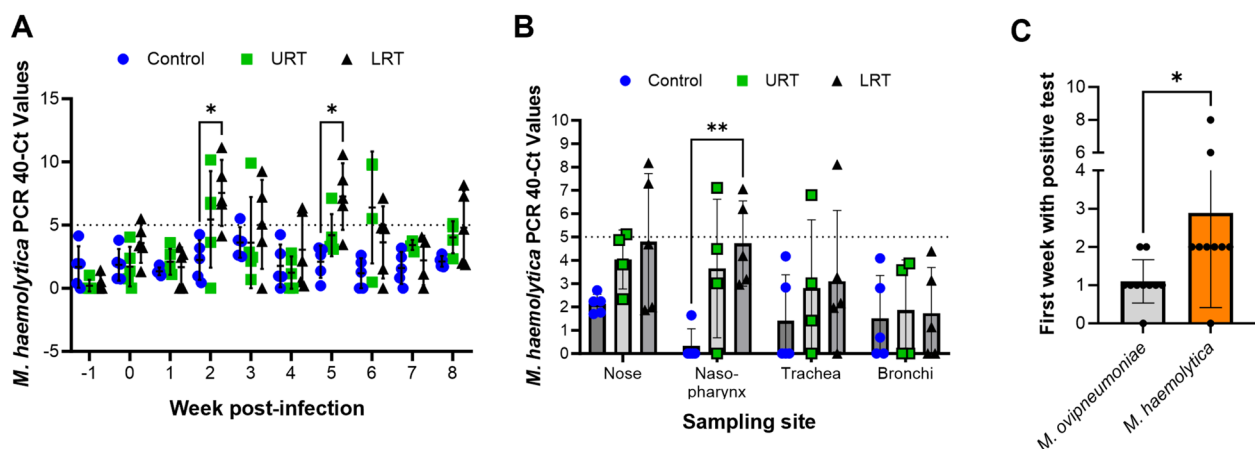 A
Control
URT
LRT
M. haemolytica PCR 40-Ct Values
15
10
5
0
-5
*
*
-1 0 1 2 3 4 5 6 7 8
Week post-infection
B
Control
URT
LRT
M. haemolytica PCR 40-Ct Values
10
9
8
7
6
5
4
3
2
1
0
**
Nose
Naso-
pharynx
Trachea
Bronchi
Sampling site
C
First week with positive test
10
8
6
4
3
2
1
0
*
M. ovipneumoniae
M. haemolytica